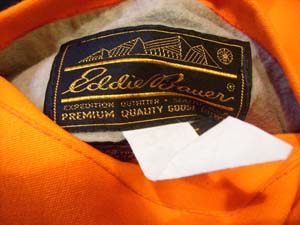 Eddie Bauer
EXPEDITION OUTFITTER
PREMIUM QUALITY GOOSE